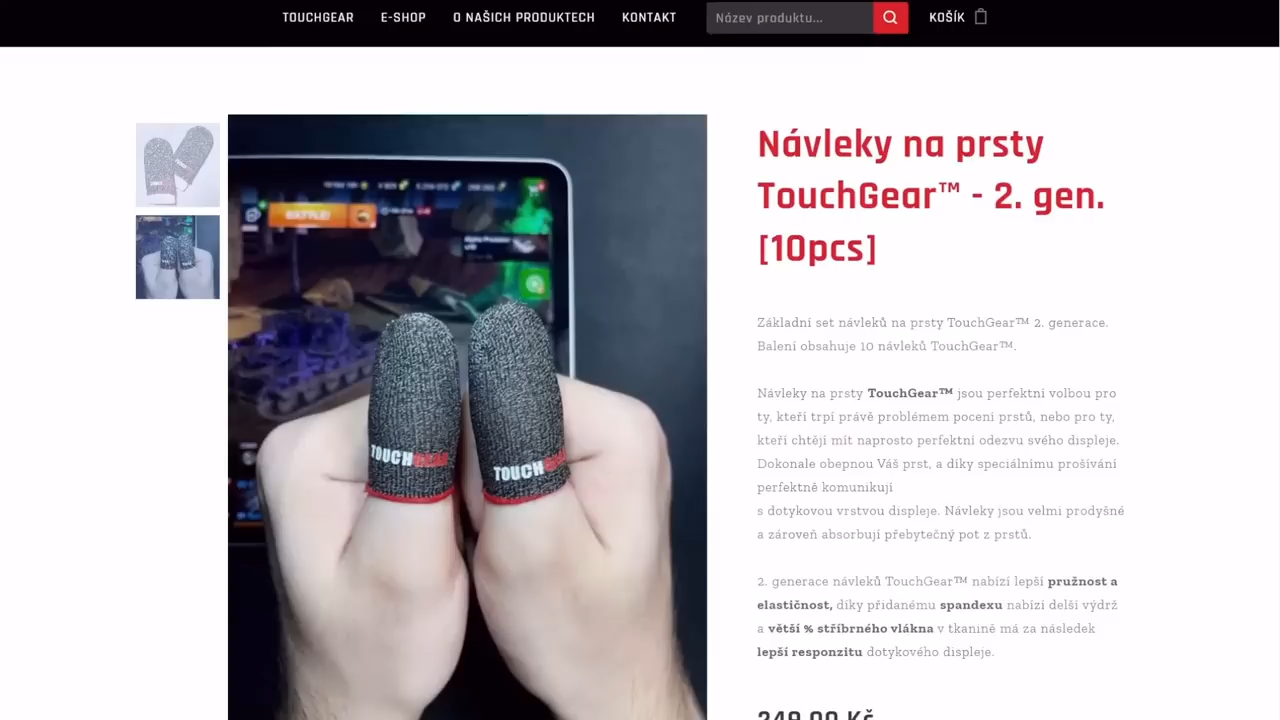 TOUCHGEAR E-SHOP O NAŠICH PRODUKTECH KONTAKT Název produktu... KOŠÍK
Návleky na prsty
TouchGear™ - 2. gen.
[10pcs]
BATTLE!
TOUCHGEAR
TOUCH
Základní set návleků na prsty TouchGear™ 2. generace.
Balení obsahuje 10 návleků TouchGear™.
Návleky na prsty TouchGear™ jsou perfektní volbou pro
ty, kteří trpí právě problémem pocení prstů, nebo pro ty,
kteří chtějí mít naprosto perfektní odezvu svého displeje.
Dokonale obepnou Váš prst, a díky speciálnímu prošívání
perfektně komunikují
s dotykovou vrstvou displeje. Návleky jsou velmi prodyšné
a zároveň absorbují přebytečný pot z prstů.
2. generace návleků TouchGear™ nabízí lepší pružnost a
elastičnost, díky přidanému spandexu nabízí delší výdrž
a větší % stříbrného vlákna v tkanině má za následek
lepší responzitu dotykového displeje.
249,00 Kč